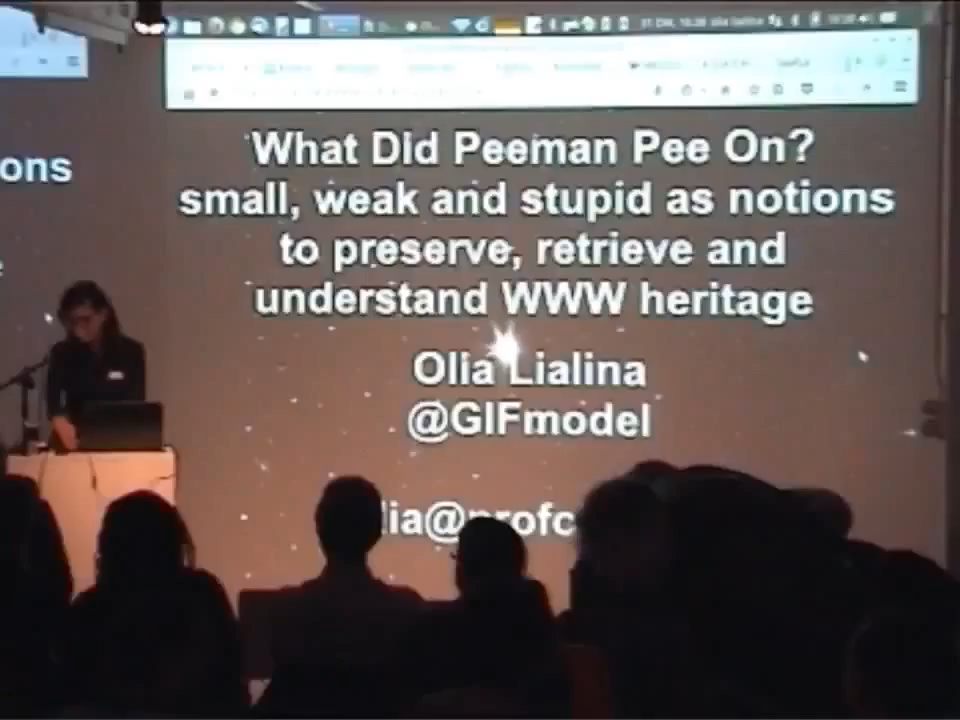 What Did Peeman Pee On?
small, weak and stupid as notions
to preserve, retrieve and
understand WWW heritage
Olia Lialina
@GIFmodel
ons